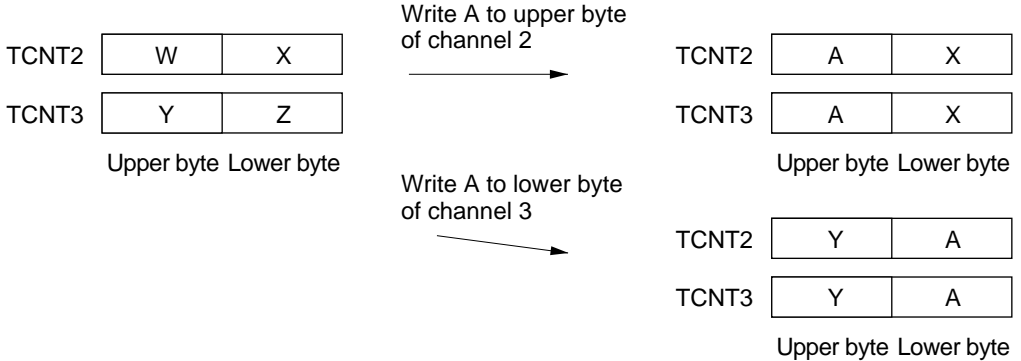 Write A to upper byte
of channel 2
TCNT2 W X
TCNT3 Y Z
Upper byte Lower byte
TCNT2 A X
TCNT3 A X
Upper byte Lower byte
Write A to lower byte
of channel 3
TCNT2 Y A
TCNT3 Y A
Upper byte Lower byte